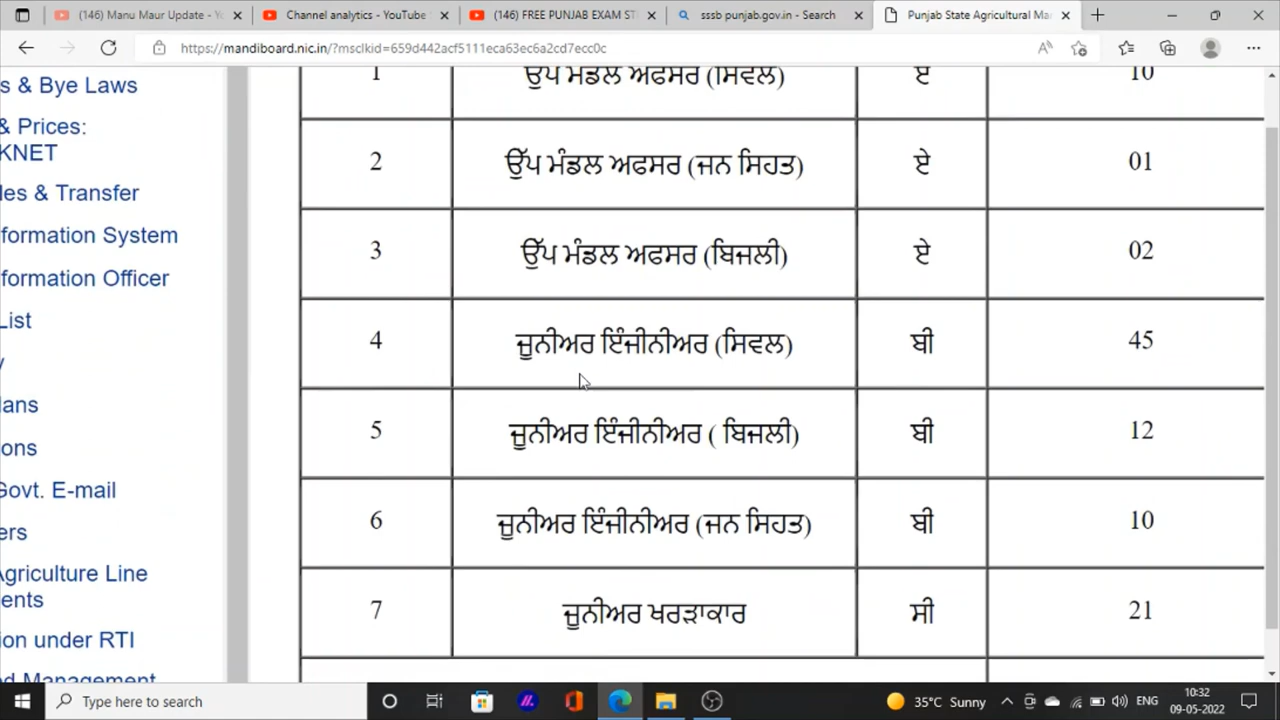 (146) Manu Maur Update - Yo
Channel analytics - YouTube
(146) FREE PUNJAB EXAM ST
sssb punjab.gov.in - Search
Punjab State Agricultural Ma
https://mandiboard.nic.in/?msclkid=659d442acf5111eca63ec6a2cd7ecc0c
s & Bye Laws
& Prices:
KNET
les & Transfer
formation System
formation Officer
List
y
lans
ons
Govt. E-mail
ers
Agriculture Line
ents
ion under RTI
d Management
1 ਉੱਪ ਮੰਡਲ ਅਫਸਰ (ਸਿਵਲ) ਏ 10
2 ਉੱਪ ਮੰਡਲ ਅਫਸਰ (ਜਨ ਸਿਹਤ) ਏ 01
3 ਉੱਪ ਮੰਡਲ ਅਫਸਰ (ਬਿਜਲੀ) ਏ 02
4 ਜੂਨੀਅਰ ਇੰਜੀਨੀਅਰ (ਸਿਵਲ) ਬੀ 45
5 ਜੂਨੀਅਰ ਇੰਜੀਨੀਅਰ ( ਬਿਜਲੀ) ਬੀ 12
6 ਜੂਨੀਅਰ ਇੰਜੀਨੀਅਰ (ਜਨ ਸਿਹਤ) ਬੀ 10
7 ਜੂਨੀਅਰ ਖਰੜਾਕਾਰ ਸੀ 21
Type here to search
35°C Sunny
ENG
10:32
09-05-2022